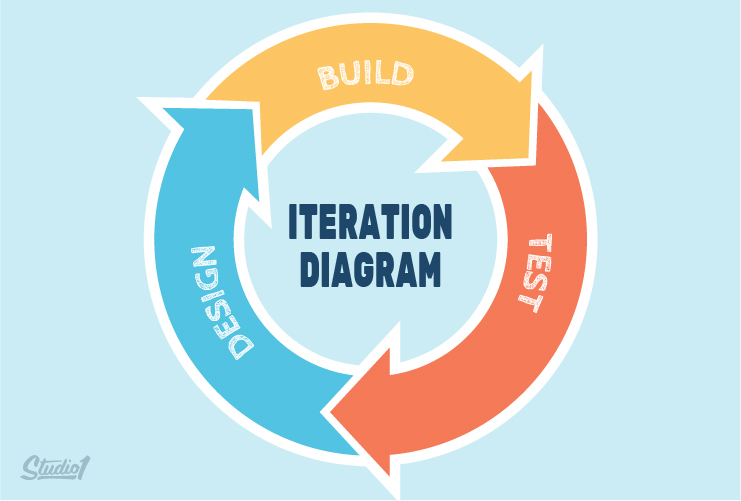 BUILD
ITERATION
DIAGRAM
TEST
DESIGN
Studio1